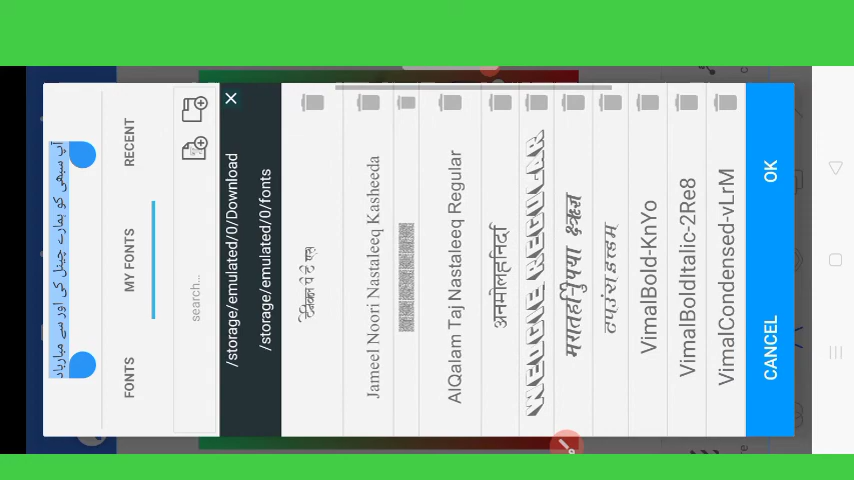 آپ سبھی کو ہمارے چینل کی اور سے مبارکباد
FONTS
MY FONTS
RECENT
search...
/storage/emulated/0/Download
/storage/emulated/0/fonts
Jameel Noori Nastaleeq Kasheeda
AlQalam Taj Nastaleeq Regular
अनमोलहिनदिर्
WEDGIE REGULAR
VimalBold-KnYo
VimalBoldItalic-2Re8
VimalCondensed-vLrM
CANCEL
OK